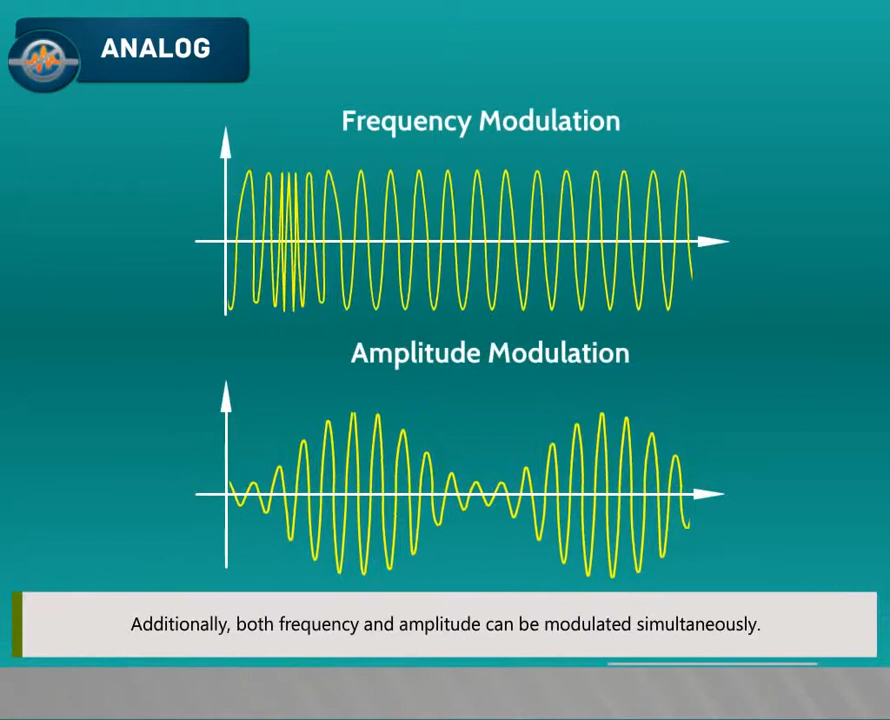 ANALOG
Frequency Modulation
Amplitude Modulation
Additionally, both frequency and amplitude can be modulated simultaneously.